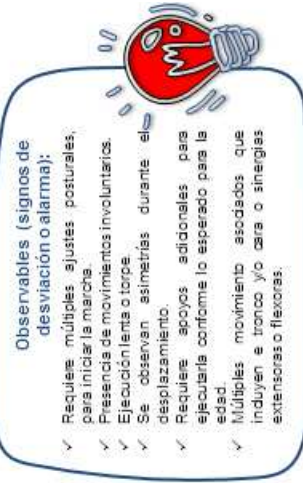 Observables (signos de
desviación o alarma):
✓ Requiere múltiples ajustes posturales,
para iniciar la marcha.
✓ Presencia de movimientos involuntarios.
✓ Ejecución lenta o torpe.
✓ Se observan asimetrías durante el
desplazamiento.
✓ Requiere apoyos adicionales para
ejecutarla conforme lo esperado para la
edad.
✓ Múltiples movimiento asociados que
induyen e tronco y/o cara o sinergias
extensoras o flexoras.